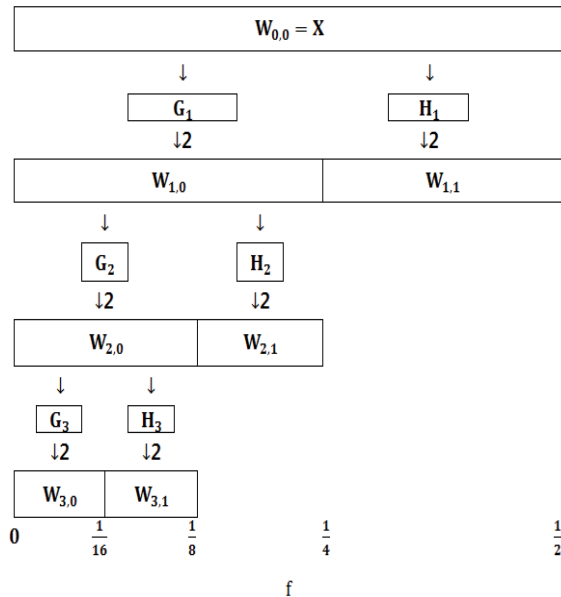 W0,0 = X
↓ ↓
G1 H1
↓2 ↓2
W1,0 W1,1
↓ ↓
G2 H2
↓2 ↓2
W2,0 W2,1
↓ ↓
G3 H3
↓2 ↓2
W3,0 W3,1
0 1/16 1/8 1/4 1/2
f